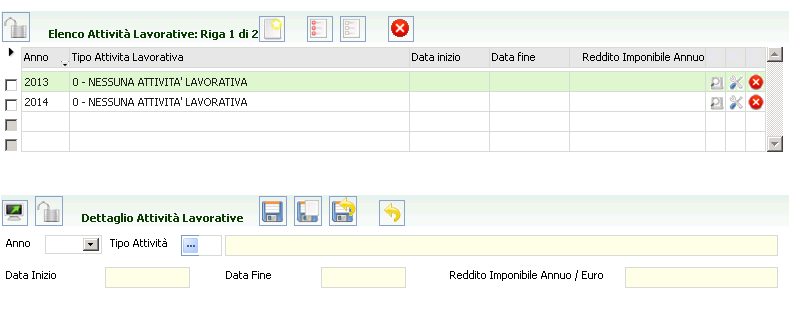 Elenco Attività Lavorative: Riga 1 di 2
Anno Tipo Attivita Lavorativa Data inizio Data fine Reddito Imponibile Annuo
2013 0 - NESSUNA ATTIVITA' LAVORATIVA
2014 0 - NESSUNA ATTIVITA' LAVORATIVA
Dettaglio Attività Lavorative
Anno Tipo Attività ...
Data Inizio Data Fine Reddito Imponibile Annuo / Euro